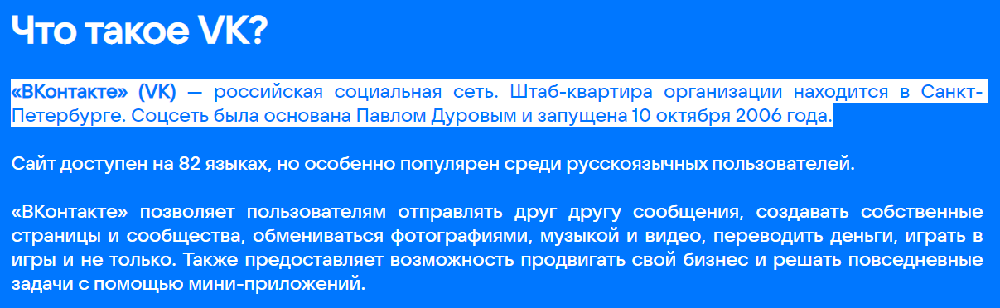 Что такое VK?
«ВКонтакте» (VK) — российская социальная сеть. Штаб-квартира организации находится в Санкт-
Петербурге. Соцсеть была основана Павлом Дуровым и запущена 10 октября 2006 года.
Сайт доступен на 82 языках, но особенно популярен среди русскоязычных пользователей.
«ВКонтакте» позволяет пользователям отправлять друг другу сообщения, создавать собственные
страницы и сообщества, обмениваться фотографиями, музыкой и видео, переводить деньги, играть в
игры и не только. Также предоставляет возможность продвигать свой бизнес и решать повседневные
задачи с помощью мини-приложений.